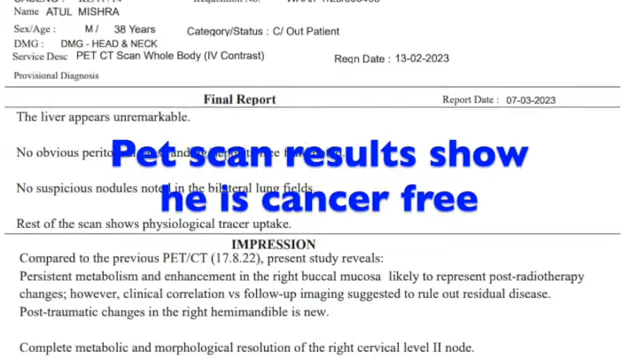 Name ATUL MISHRA
Sex/Age : M / 38 Years Category/Status : C/ Out Patient
DMG : DMG - HEAD & NECK
Service Desc PET CT Scan Whole Body (IV Contrast) Reqn Date : 13-02-2023
Provisional Diagnosis
Final Report Report Date : 07-03-2023
The liver appears unremarkable.
No obvious
Pet scan results show
No suspicious nodules noted in the bilateral lung fields.
he is cancer free
Rest of the scan shows physiological tracer uptake.
IMPRESSION
Compared to the previous PET/CT (17.8.22), present study reveals:
Persistent metabolism and enhancement in the right buccal mucosa likely to represent post-radiotherapy
changes; however, clinical correlation vs follow-up imaging suggested to rule out residual disease.
Post-traumatic changes in the right hemimandible is new.
Complete metabolic and morphological resolution of the right cervical level II node.